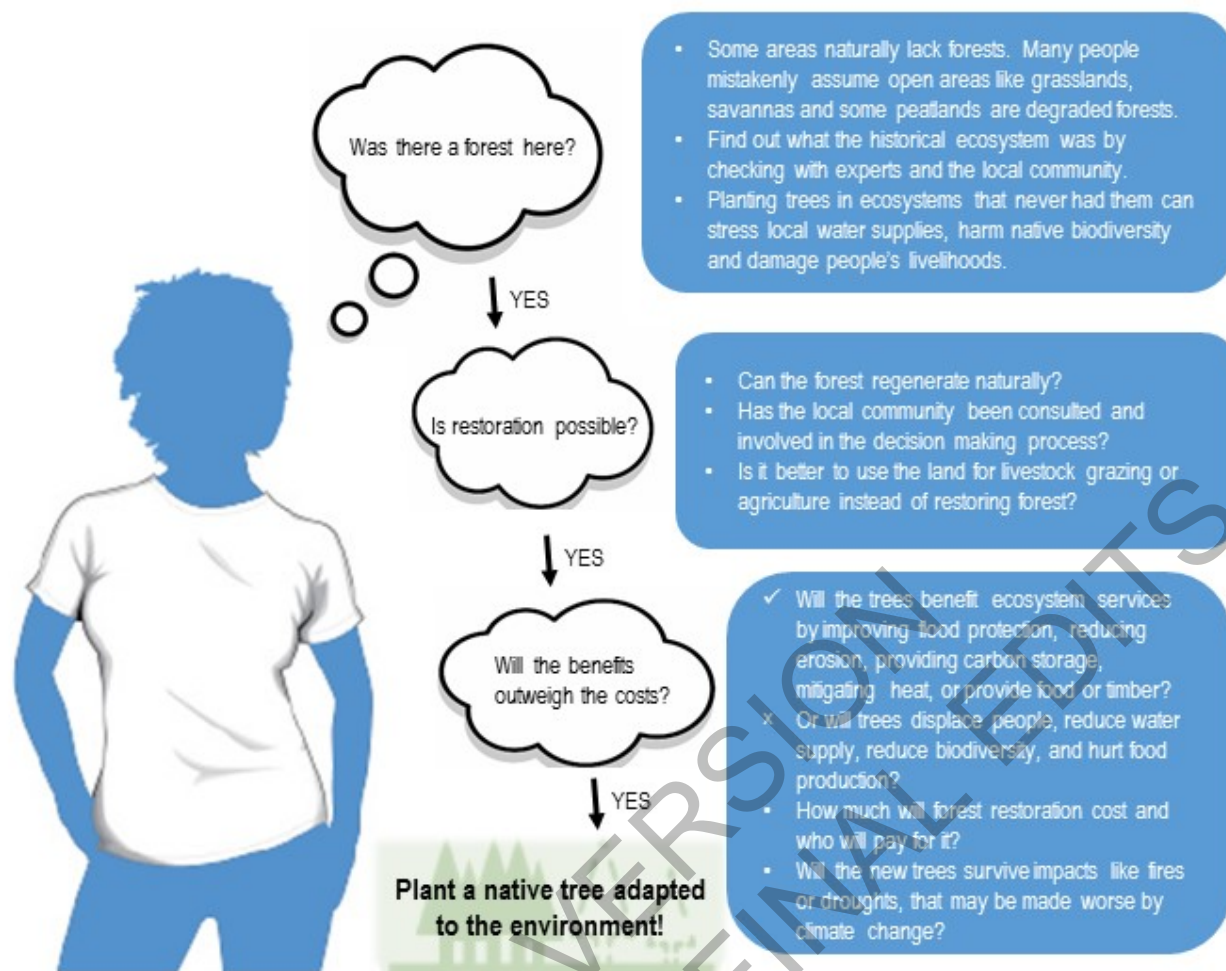 Was there a forest here?
• Some areas naturally lack forests. Many people
mistakenly assume open areas like grasslands,
savannas and some peatlands are degraded forests.
• Find out what the historical ecosystem was by
checking with experts and the local community.
• Planting trees in ecosystems that never had them can
stress local water supplies, harm native biodiversity
and damage people's livelihoods.
YES
Is restoration possible?
• Can the forest regenerate naturally?
• Has the local community been consulted and
involved in the decision making process?
• Is it better to use the land for livestock grazing or
agriculture instead of restoring forest?
YES
Will the benefits
outweigh the costs?
✓ Will the trees benefit ecosystem services
by improving flood protection, reducing
erosion, providing carbon storage,
mitigating heat, or provide food or timber?
× Or will trees displace people, reduce water
supply, reduce biodiversity, and hurt food
production?
• How much will forest restoration cost and
who will pay for it?
• Will the new trees survive impacts like fires
or droughts, that may be made worse by
climate change?
YES
Plant a native tree adapted
to the environment!
VERSION
FINAL EDITS